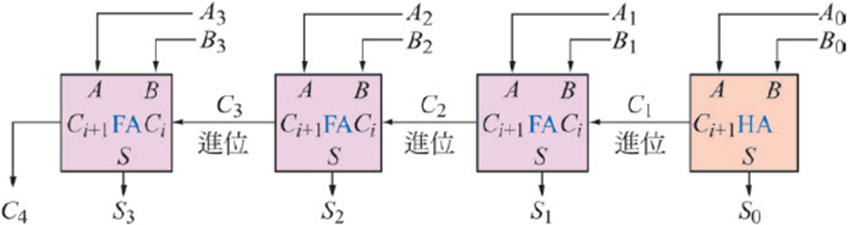 A₃ A₂ A₁ A₀
B₃ B₂ B₁ B₀
A B A B A B A B
C₃ C₂ C₁
Cᵢ₊₁ FA Cᵢ Cᵢ₊₁ FA Cᵢ Cᵢ₊₁ FA Cᵢ Cᵢ₊₁ HA
進位 進位 進位
S S S S
C₄ S₃ S₂ S₁ S₀